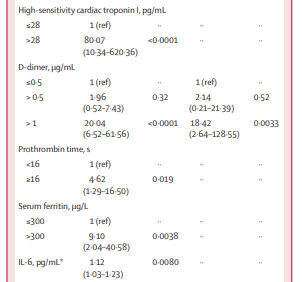 High-sensitivity cardiac troponin I, pg/mL
≤28 1 (ref) ·· ·· ··
>28 80·07 <0·0001 ·· ··
(10·34–620·36)
D-dimer, µg/mL
≤0·5 1 (ref) ·· 1 (ref) ··
> 0·5 1·96 0·32 2·14 0·52
(0·52–7·43) (0·21–21·39)
> 1 20·04 <0·0001 18·42 0·0033
(6·52–61·56) (2·64–128·55)
Prothrombin time, s
<16 1 (ref) ·· ·· ··
≥16 4·62 0·019 ·· ··
(1·29–16·50)
Serum ferritin, µg/L
≤300 1 (ref) ·· ·· ··
>300 9·10 0·0038 ·· ··
(2·04–40·58)
IL-6, pg/mL* 1·12 0·0080 ·· ··
(1·03–1·23)